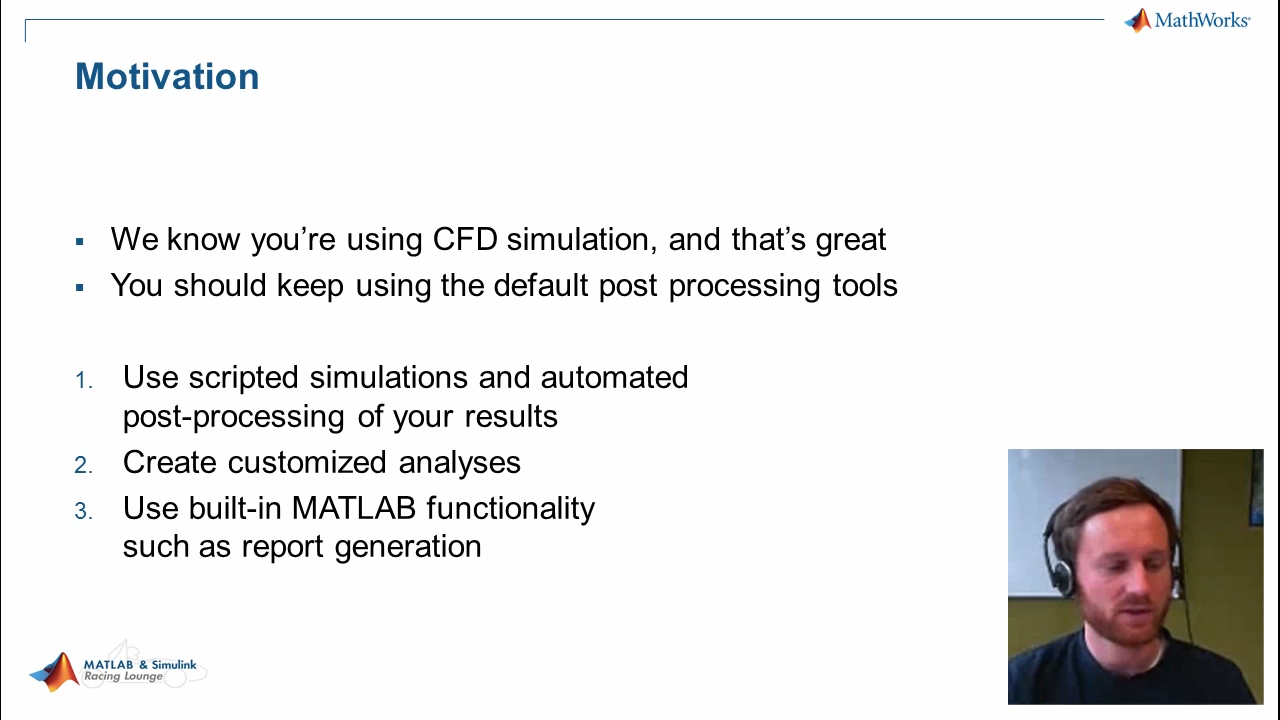 MathWorks®
Motivation
▪ We know you’re using CFD simulation, and that’s great
▪ You should keep using the default post processing tools
1. Use scripted simulations and automated
post-processing of your results
2. Create customized analyses
3. Use built-in MATLAB functionality
such as report generation
MATLAB & Simulink
Racing Lounge